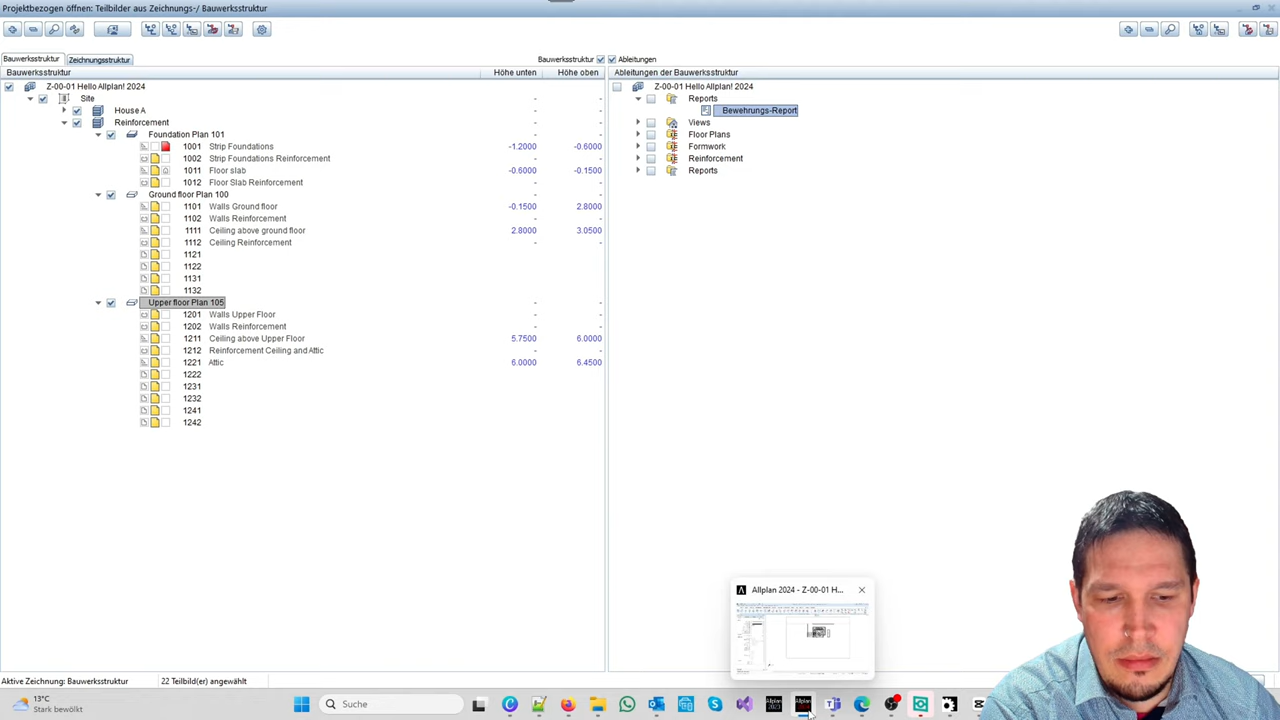 Projektbezogen öffnen: Teilbilder aus Zeichnungs-/ Bauwerksstruktur
Bauwerksstruktur Zeichnungsstruktur Bauwerksstruktur Ableitungen
Bauwerksstruktur Höhe unten Höhe oben Ableitungen der Bauwerksstruktur
Z-00-01 Hello Allplan! 2024 Z-00-01 Hello Allplan! 2024
Site - - Reports
House A - - Bewehrungs-Report
Reinforcement - - Views
Foundation Plan 101 - - Floor Plans
1001 Strip Foundations -1.2000 -0.6000 Formwork
1002 Strip Foundations Reinforcement - - Reinforcement
1011 Floor slab -0.6000 -0.1500 Reports
1012 Floor Slab Reinforcement - -
Ground floor Plan 100 - -
1101 Walls Ground floor -0.1500 2.8000
1102 Walls Reinforcement - -
1111 Ceiling above ground floor 2.8000 3.0500
1112 Ceiling Reinforcement - -
1121
1122
1131
1132
Upper floor Plan 105 - -
1201 Walls Upper Floor - -
1202 Walls Reinforcement - -
1211 Ceiling above Upper Floor 5.7500 6.0000
1212 Reinforcement Ceiling and Attic - -
1221 Attic 6.0000 6.4500
1222
1231
1232
1241
1242
Allplan 2024 - Z-00-01 H...
Aktive Zeichnung: Bauwerksstruktur 22 Teilbild(er) angewählt
13°C
Stark bewölkt
Suche